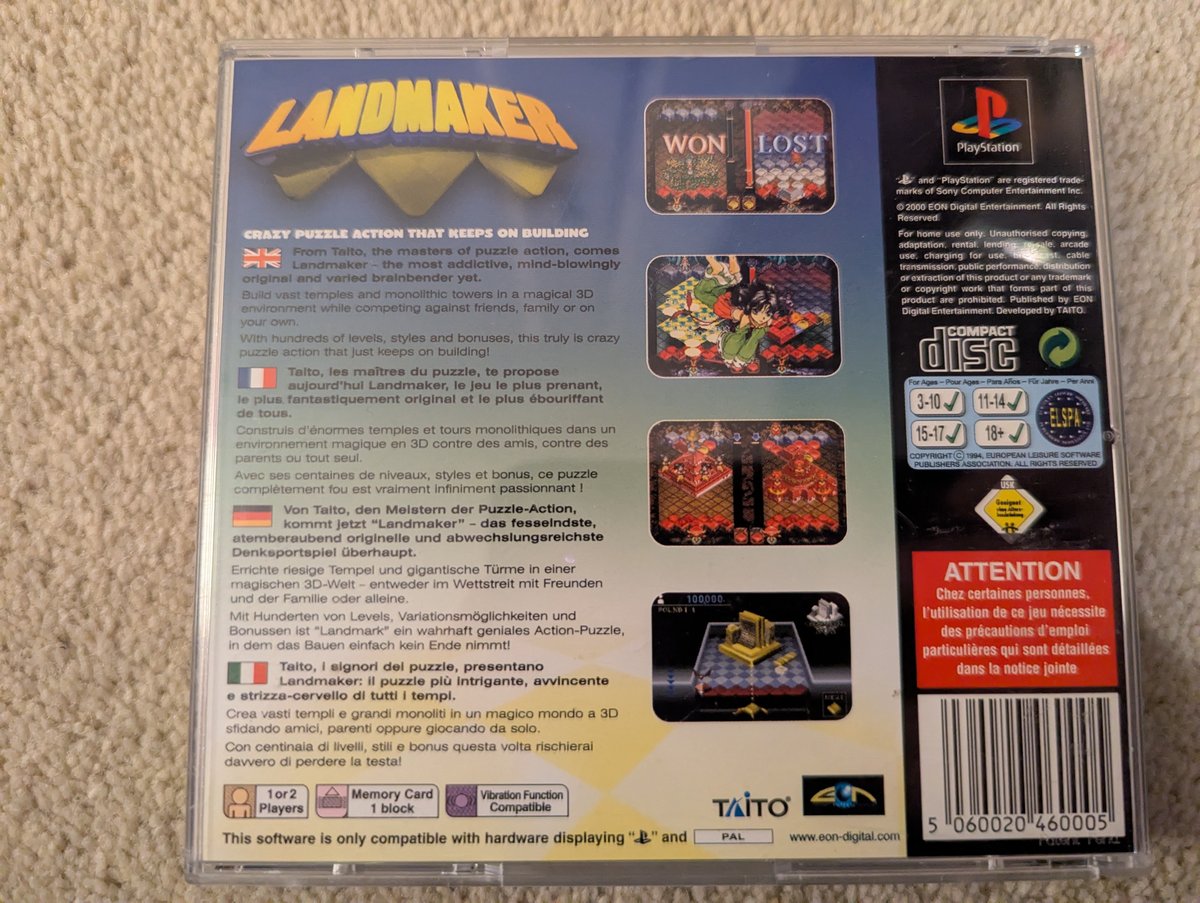 LANDMAKER
CRAZY PUZZLE ACTION THAT KEEPS ON BUILDING
From Taito, the masters of puzzle action, comes
Landmaker – the most addictive, mind-blowingly
original and varied brainbender yet.
Build vast temples and monolithic towers in a magical 3D
environment while competing against friends, family or on
your own.
With hundreds of levels, styles and bonuses, this truly is crazy
puzzle action that just keeps on building!
Taito, les maîtres du puzzle, te propose
aujourd'hui Landmaker, le jeu le plus prenant,
le plus fantastiquement original et le plus ébouriffant
de tous.
Construis d'énormes temples et tours monolithiques dans un
environnement magique en 3D contre des amis, contre des
parents ou tout seul.
Avec ses centaines de niveaux, styles et bonus, ce puzzle
complètement fou est vraiment infiniment passionnant !
Von Taito, den Meistern der Puzzle-Action,
kommt jetzt "Landmaker" – das fesselndste,
atemberaubend originelle und abwechslungsreichste
Denksportspiel überhaupt.
Errichte riesige Tempel und gigantische Türme in einer
magischen 3D-Welt – entweder im Wettstreit mit Freunden
und der Familie oder alleine.
Mit Hunderten von Levels, Variationsmöglichkeiten und
Bonussen ist "Landmark" ein wahrhaft geniales Action-Puzzle,
in dem das Bauen einfach kein Ende nimmt!
Taito, i signori del puzzle, presentano
Landmaker: il puzzle più intrigante, avvincente
e strizza-cervello di tutti i tempi.
Crea vasti templi e grandi monoliti in un magico mondo a 3D
sfidando amici, parenti oppure giocando da solo.
Con centinaia di livelli, stili e bonus questa volta rischierai
davvero di perdere la testa!
1 or 2
Players
Memory Card
1 block
Vibration Function
Compatible
TAITO®
EON
This software is only compatible with hardware displaying " " and
PAL
www.eon-digital.com
WON LOST
100000
ROUND 14
PlayStation
and "PlayStation" are registered trade-
marks of Sony Computer Entertainment Inc.
© 2000 EON Digital Entertainment. All Rights
Reserved.
For home use only. Unauthorised copying,
adaptation, rental, lending, re-sale, arcade
use, charging for use, broadcast, cable
transmission, public performance, distribution
or extraction of this product or any trademark
or copyright work that forms part of this
product are prohibited. Published by EON
Digital Entertainment. Developed by TAITO.
COMPACT
disc
For Ages – Pour Ages – Para Años – Für Jahre – Per Anni
3-10 11-14
15-17 18+
ELSPA
COPYRIGHT © 1994, EUROPEAN LEISURE SOFTWARE
PUBLISHERS ASSOCIATION. ALL RIGHTS RESERVED
USK
Geeignet
ohne Alters-
beschränkung
ATTENTION
Chez certaines personnes,
l'utilisation de ce jeu nécessite
des précautions d'emploi
particulières qui sont détaillées
dans la notice jointe
5 060020 460005